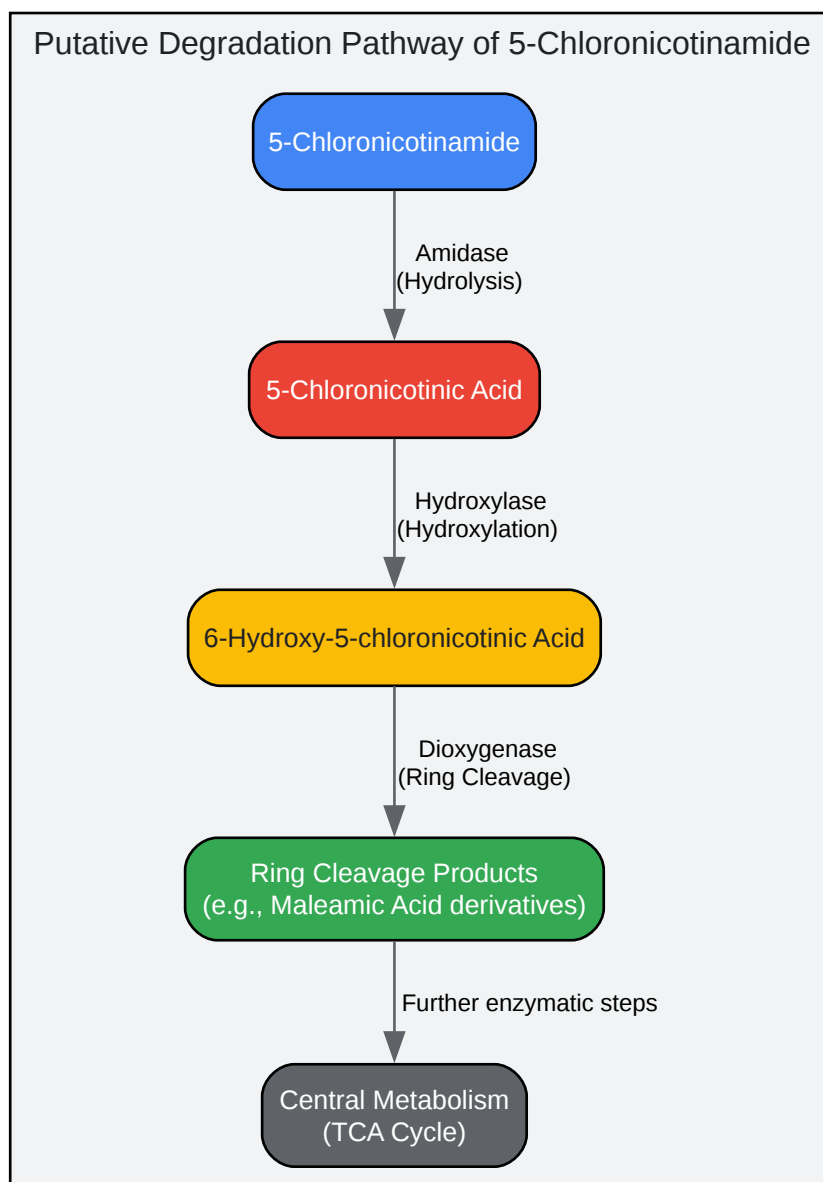 Putative Degradation Pathway of 5-Chloronicotinamide
5-Chloronicotinamide
Amidase
(Hydrolysis)
5-Chloronicotinic Acid
Hydroxylase
(Hydroxylation)
6-Hydroxy-5-chloronicotinic Acid
Dioxygenase
(Ring Cleavage)
Ring Cleavage Products
(e.g., Maleamic Acid derivatives)
Further enzymatic steps
Central Metabolism
(TCA Cycle)